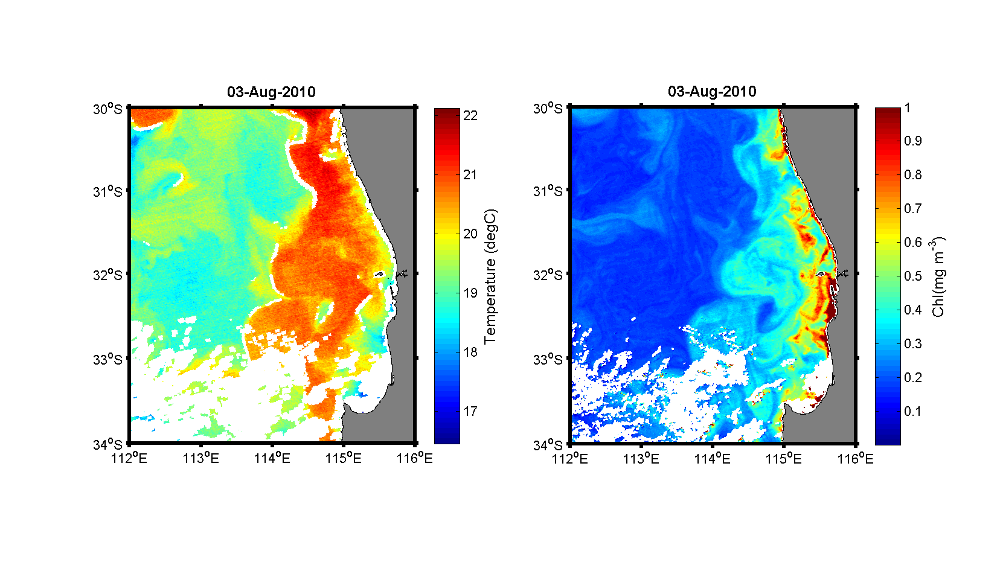 03-Aug-2010
30°S
31°S
32°S
33°S
34°S
112°E
113°E
114°E
115°E
116°E
22
21
20
19
18
17
Temperature (degC)
03-Aug-2010
30°S
31°S
32°S
33°S
34°S
112°E
113°E
114°E
115°E
116°E
1
0.9
0.8
0.7
0.6
0.5
0.4
0.3
0.2
0.1
Chl(mg m⁻³)